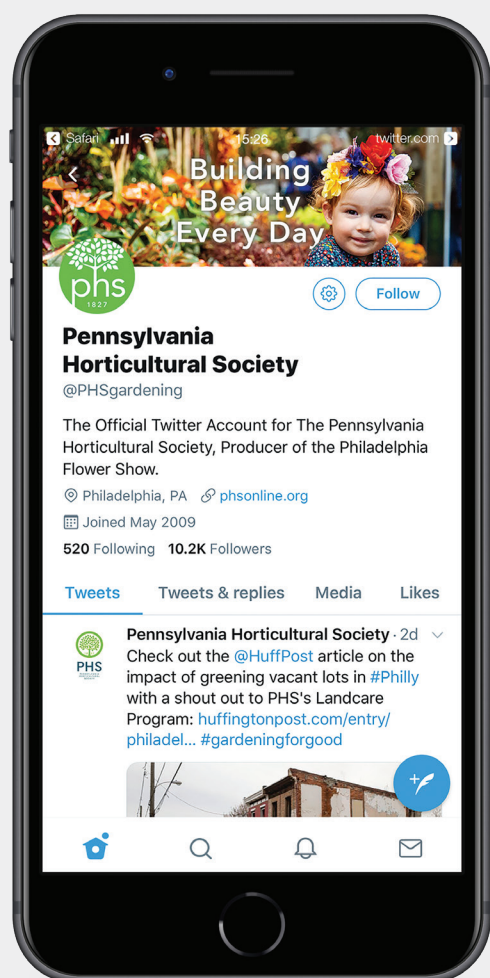 Safari 15:26 twitter.com
Building
Beauty
Every Day
phs
1827
Follow
Pennsylvania
Horticultural Society
@PHSgardening
The Official Twitter Account for The Pennsylvania
Horticultural Society, Producer of the Philadelphia
Flower Show.
Philadelphia, PA phsonline.org
Joined May 2009
520 Following 10.2K Followers
Tweets Tweets & replies Media Likes
Pennsylvania Horticultural Society · 2d
Check out the @HuffPost article on the
impact of greening vacant lots in #Philly
with a shout out to PHS's Landcare
Program: huffingtonpost.com/entry/
philadel... #gardeningforgood
PHS